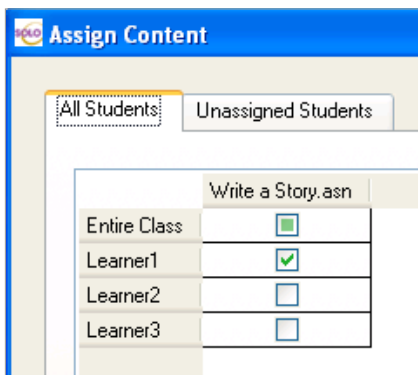 SOLO Assign Content
All Students Unassigned Students
Write a Story.asn
Entire Class
Learner1
Learner2
Learner3